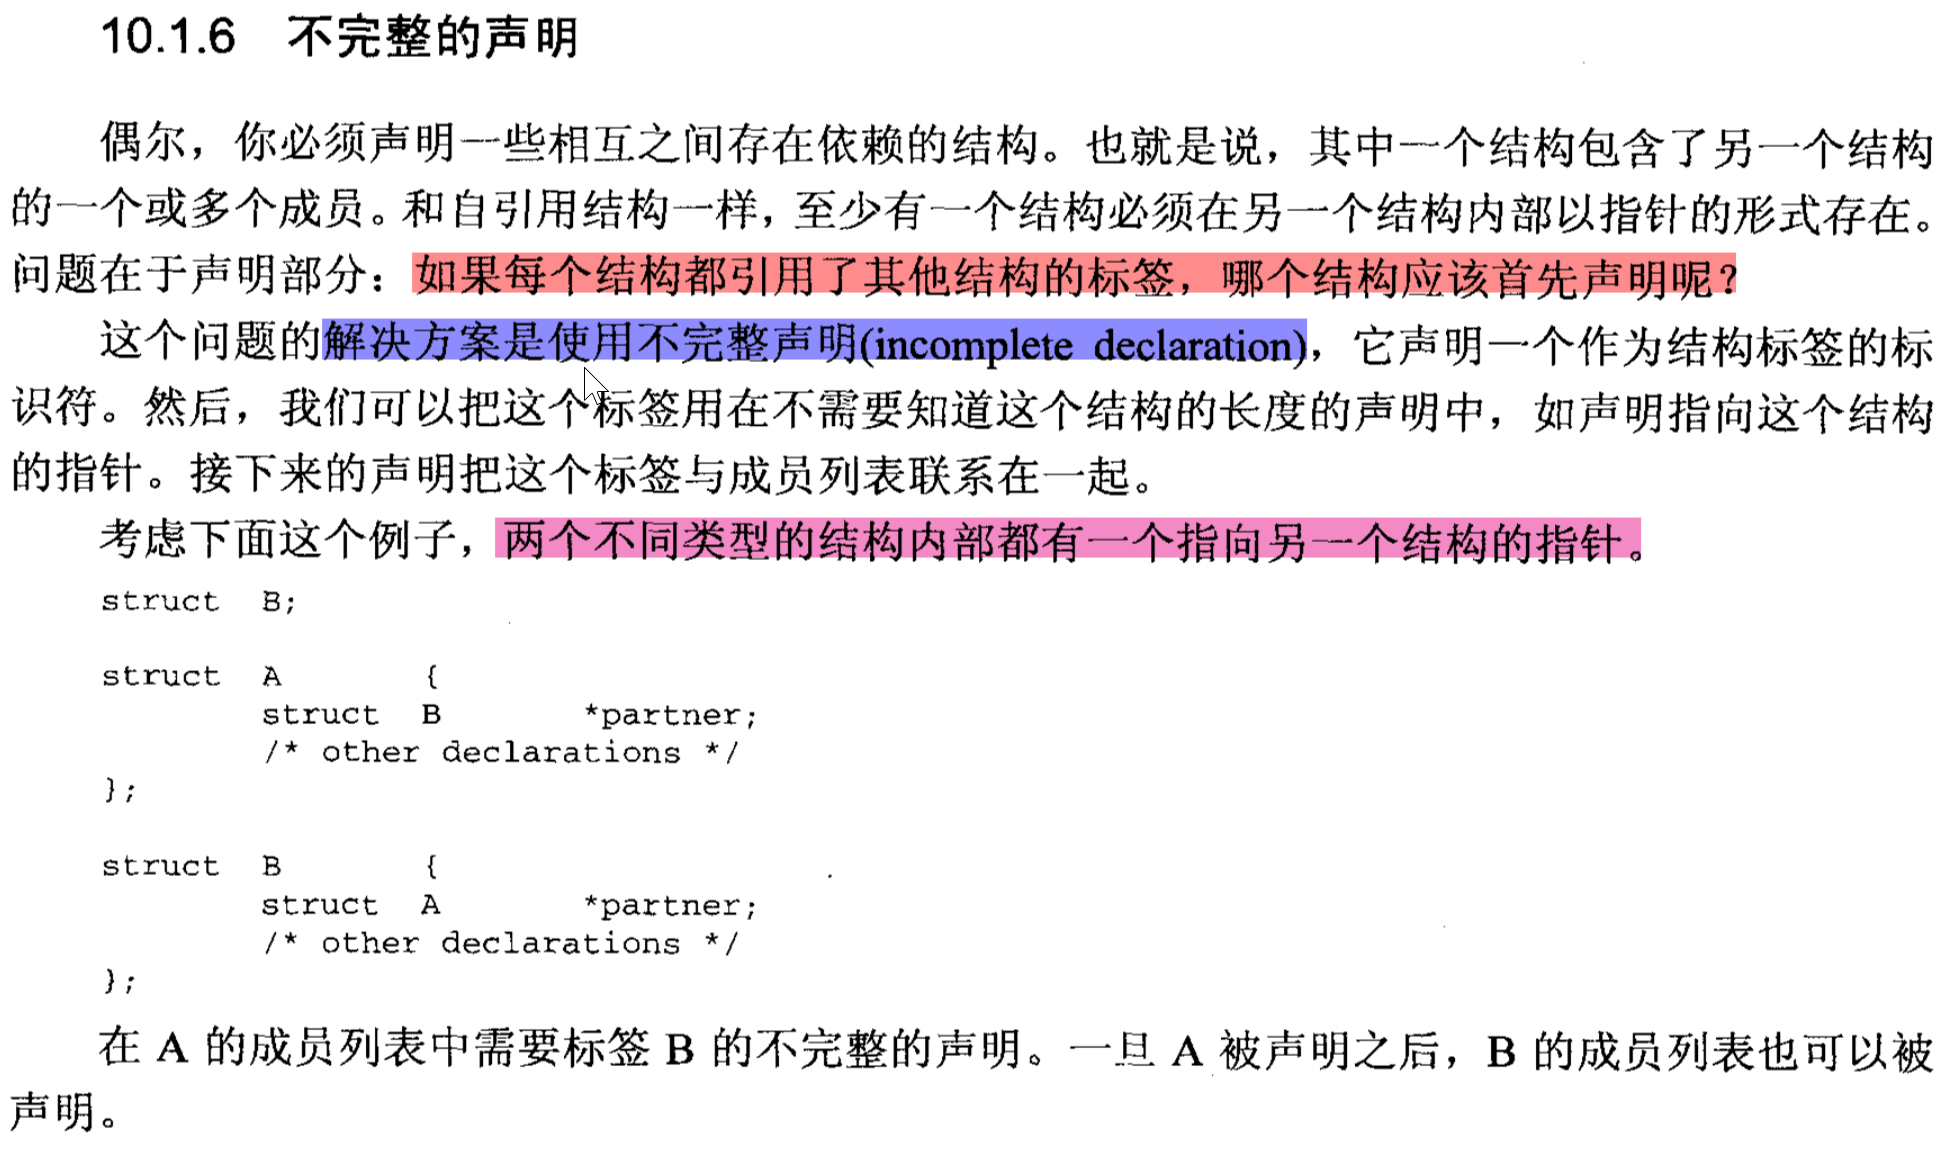 10.1.6 不完整的声明
偶尔，你必须声明一些相互之间存在依赖的结构。也就是说，其中一个结构包含了另一个结构
的一个或多个成员。和自引用结构一样，至少有一个结构必须在另一个结构内部以指针的形式存在。
问题在于声明部分：如果每个结构都引用了其他结构的标签，哪个结构应该首先声明呢？
这个问题的解决方案是使用不完整声明(incomplete declaration)，它声明一个作为结构标签的标
识符。然后，我们可以把这个标签用在不需要知道这个结构的长度的声明中，如声明指向这个结构
的指针。接下来的声明把这个标签与成员列表联系在一起。
考虑下面这个例子，两个不同类型的结构内部都有一个指向另一个结构的指针。
struct B;
struct A {
struct B *partner;
/* other declarations */
};
struct B {
struct A *partner;
/* other declarations */
};
在 A 的成员列表中需要标签 B 的不完整的声明。一旦 A 被声明之后，B 的成员列表也可以被
声明。